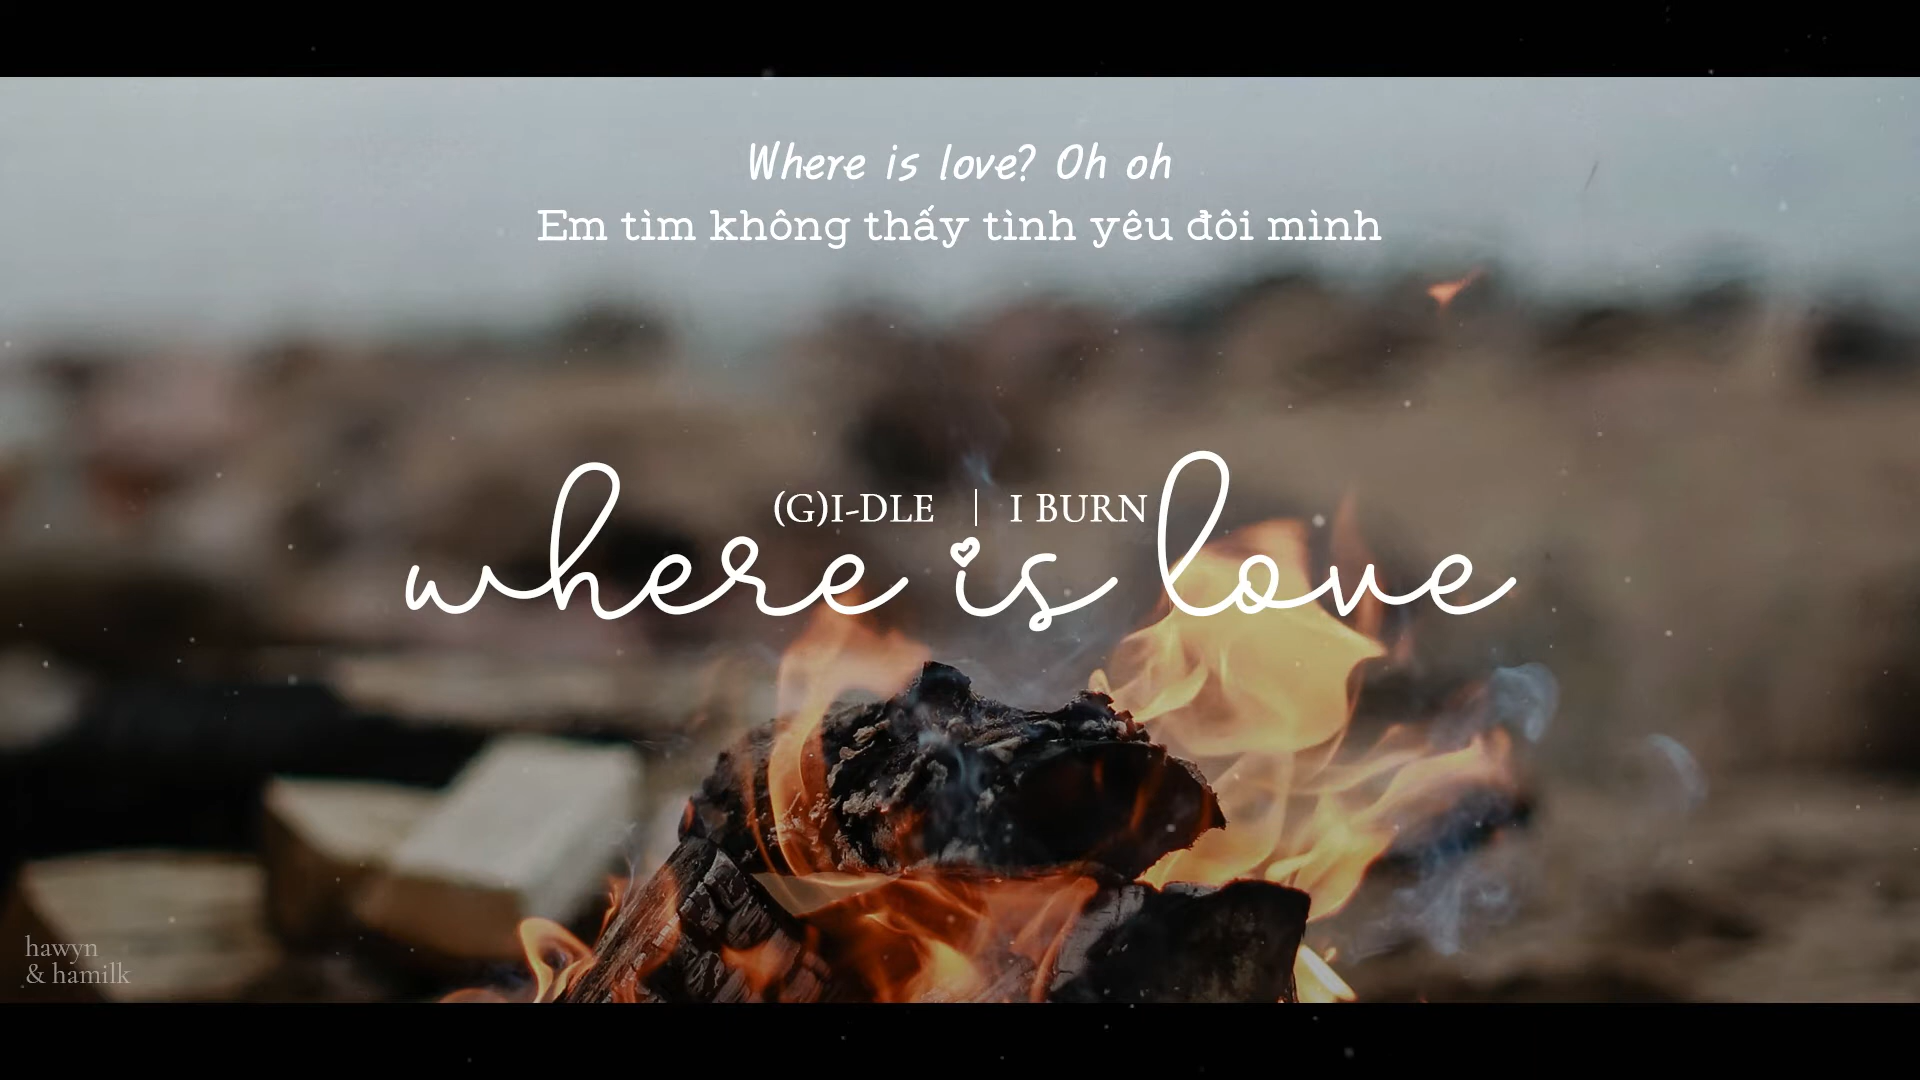 Where is love? Oh oh
Em tìm không thấy tình yêu đôi mình
(G)I-DLE | I BURN
where is love
hawyn
& hamilk